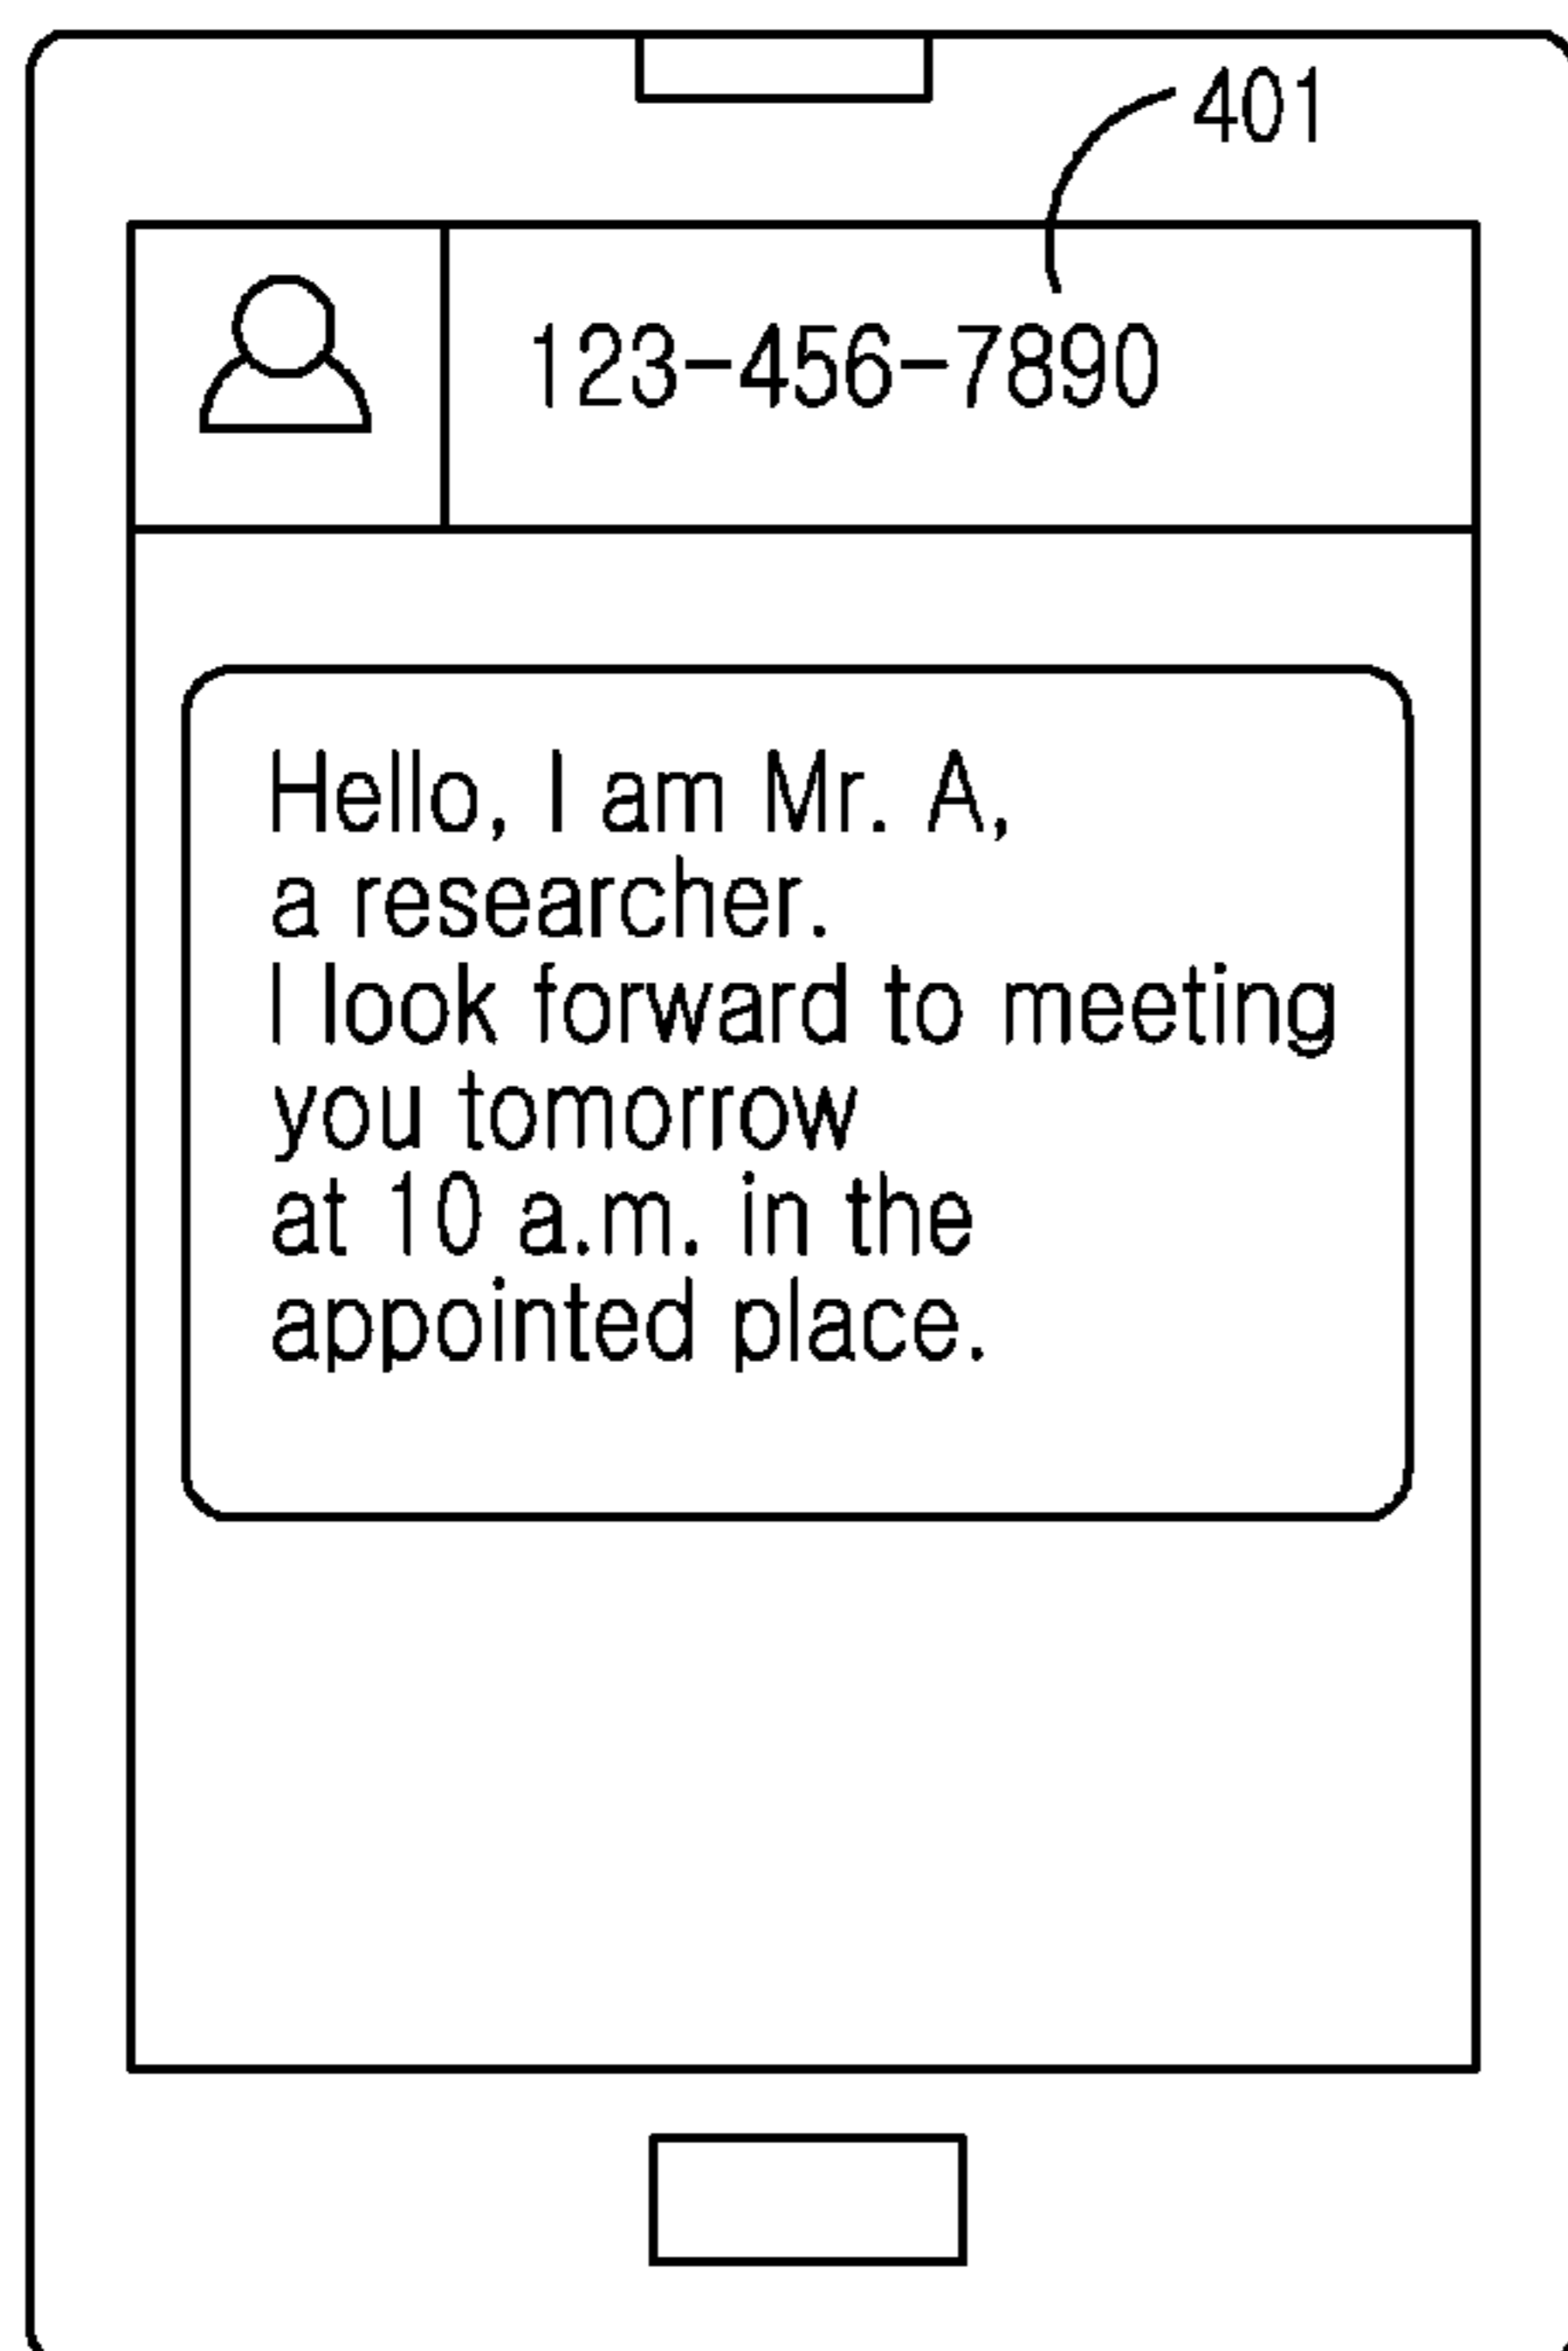 401
123-456-7890
Hello, I am Mr. A,
a researcher.
I look forward to meeting
you tomorrow
at 10 a.m. in the
appointed place.